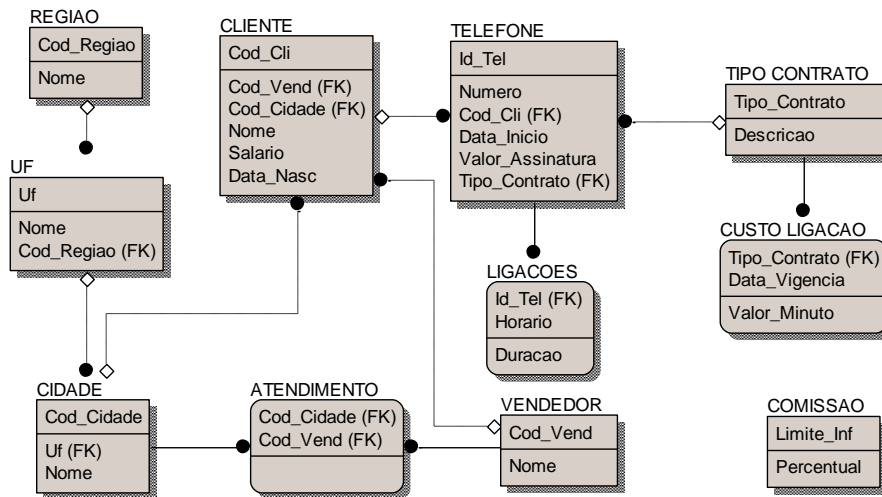 REGIAO
Cod_Regiao
Nome
CLIENTE
Cod_Cli
Cod_Vend (FK)
Cod_Cidade (FK)
Nome
Salario
Data_Nasc
TELEFONE
Id_Tel
Numero
Cod_Cli (FK)
Data_Inicio
Valor_Assinatura
Tipo_Contrato (FK)
TIPO CONTRATO
Tipo_Contrato
Descricao
UF
Uf
Nome
Cod_Regiao (FK)
LIGACOES
Id_Tel (FK)
Horario
Duracao
CUSTO LIGACAO
Tipo_Contrato (FK)
Data_Vigencia
Valor_Minuto
CIDADE
Cod_Cidade
Uf (FK)
Nome
ATENDIMENTO
Cod_Cidade (FK)
Cod_Vend (FK)
VENDEDOR
Cod_Vend
Nome
COMISSAO
Limite_Inf
Percentual